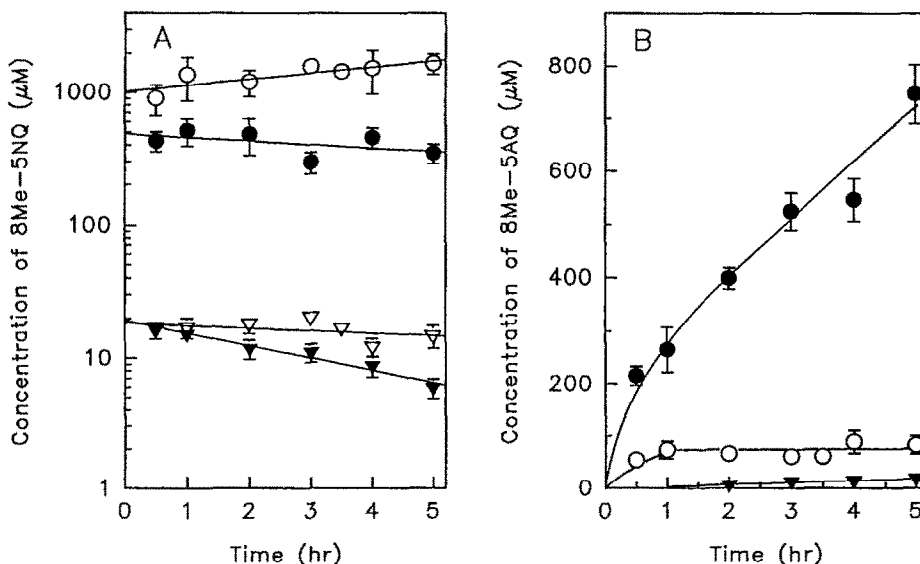 A
Concentration of 8Me-5NQ (μM)
1000
100
10
1
0 1 2 3 4 5
Time (hr)
B
Concentration of 8Me-5AQ (μM)
800
600
400
200
0
0 1 2 3 4 5
Time (hr)